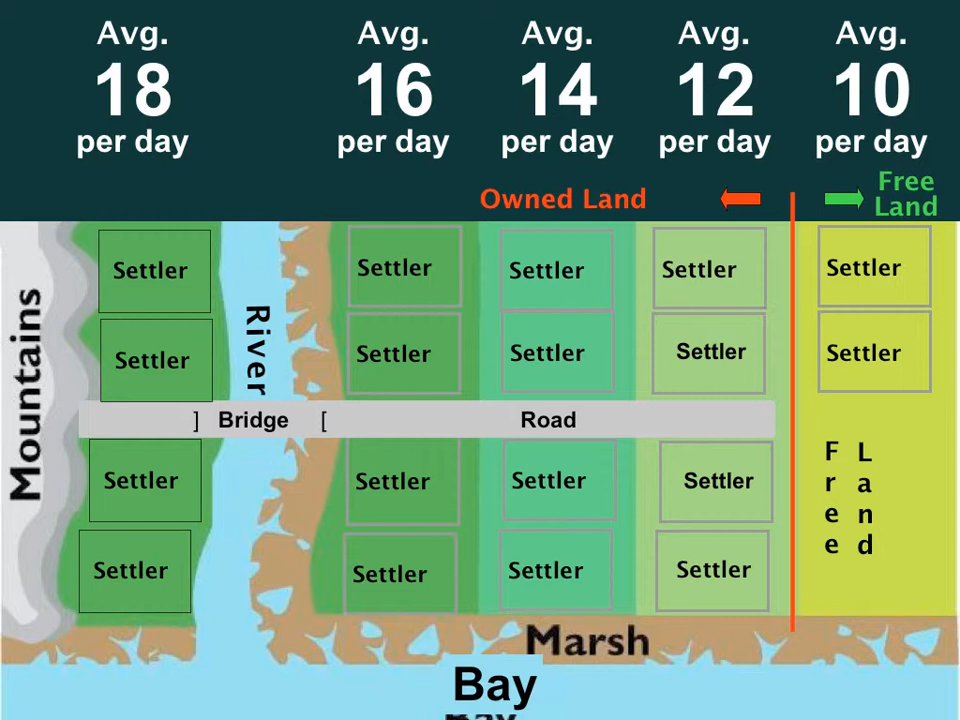 Avg. Avg. Avg. Avg. Avg.
18 16 14 12 10
per day per day per day per day per day
Owned Land
Free
Land
Settler Settler Settler Settler Settler
Mountains
River
Settler Settler Settler Settler Settler
] Bridge [ Road
Free Land
Settler Settler Settler Settler
Settler Settler Settler Settler
Marsh
Bay
Bay